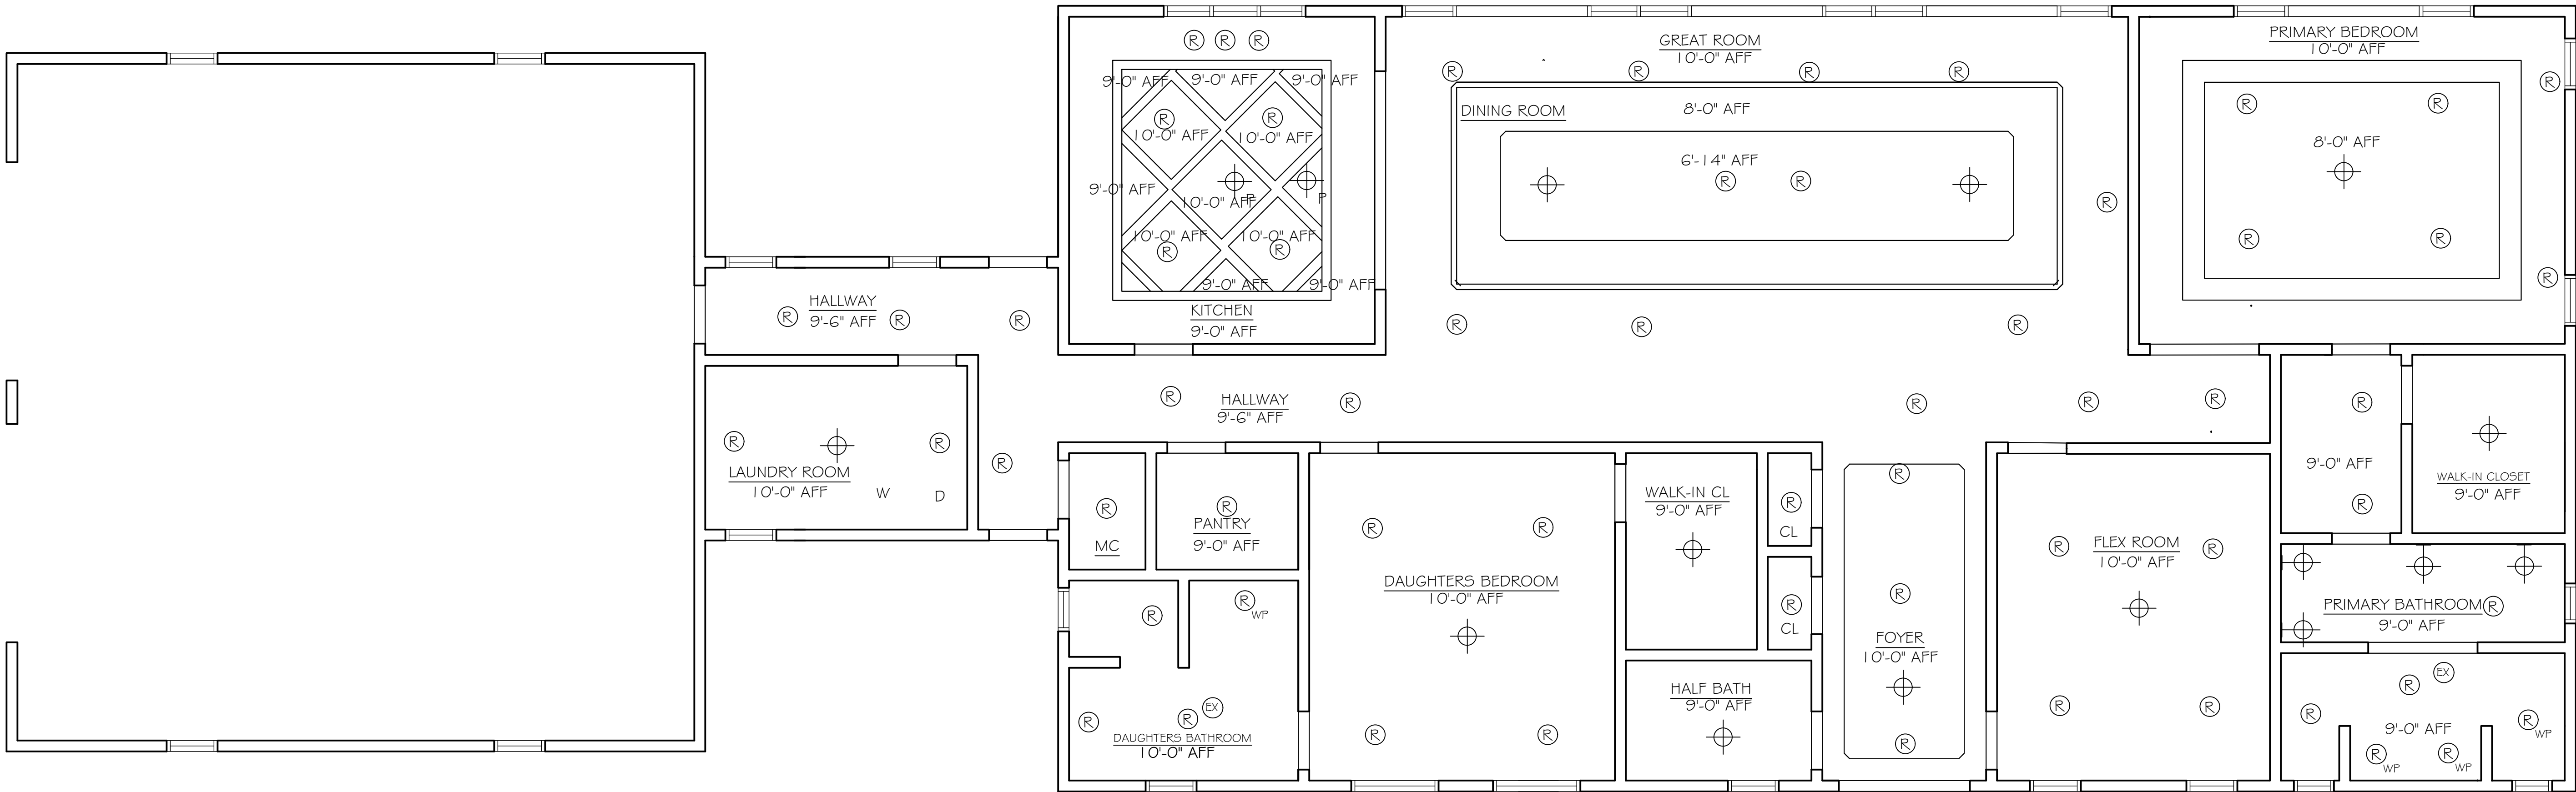 R R R
9'-0" AFF 9'-0" AFF 9'-0" AFF
R R
10'-0" AFF 10'-0" AFF
9'-0" AFF
P P
10'-0" AFF
10'-0" AFF 10'-0" AFF
R R
9'-0" AFF 9'-0" AFF
KITCHEN
9'-0" AFF
GREAT ROOM
10'-0" AFF
R R R R
DINING ROOM
8'-0" AFF
6'-14" AFF
R R
R
R R R
PRIMARY BEDROOM
10'-0" AFF
R
R R
8'-0" AFF
R R
R
HALLWAY
9'-6" AFF
R R R
R R
HALLWAY
9'-6" AFF
R R R
R R
LAUNDRY ROOM
10'-0" AFF
W D
R
R
MC
R
PANTRY
9'-0" AFF
R R
DAUGHTERS BEDROOM
10'-0" AFF
R R
WALK-IN CL
9'-0" AFF
R
CL
R
CL
R
R
FOYER
10'-0" AFF
R
R R
FLEX ROOM
10'-0" AFF
R R
R
9'-0" AFF
R
WALK-IN CLOSET
9'-0" AFF
PRIMARY BATHROOM R
9'-0" AFF
R
R WP
R R EX
DAUGHTERS BATHROOM
10'-0" AFF
HALF BATH
9'-0" AFF
EX
R
R
9'-0" AFF
R WP
R WP R WP